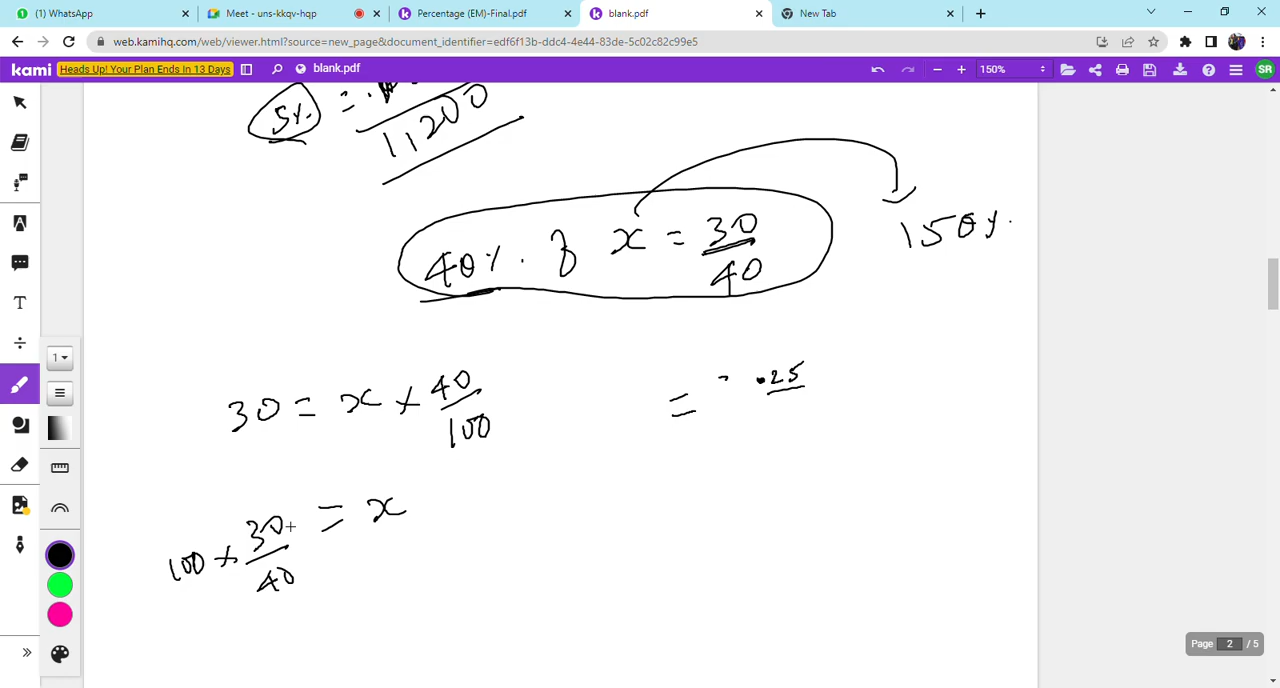 (1) WhatsApp
Meet - uns-kkqv-hqp
Percentage (EM)-Final.pdf
blank.pdf
New Tab
web.kamihq.com/web/viewer.html?source=new_page&document_identifier=edf6f13b-ddc4-4e44-83de-5c02c82c99e5
kami Heads Up! Your Plan Ends In 13 Days blank.pdf 150% SR
5%. =
11200
40%. of x = 30/40
150%.
30 = x × 40/100
= .25
100 × 30/40 = x
1
Page 2 / 5